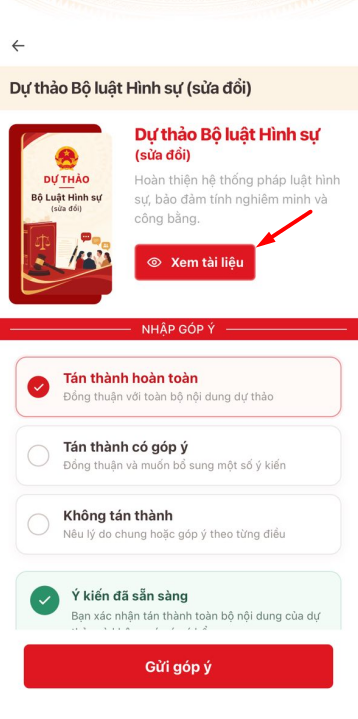 Dự thảo Bộ luật Hình sự (sửa đổi)
DỰ THẢO
Bộ Luật Hình sự
(sửa đổi)
Dự thảo Bộ luật Hình sự
(sửa đổi)
Hoàn thiện hệ thống pháp luật hình
sự, bảo đảm tính nghiêm minh và
công bằng.
Xem tài liệu
NHẬP GÓP Ý
Tán thành hoàn toàn
Đồng thuận với toàn bộ nội dung dự thảo
Tán thành có góp ý
Đồng thuận và muốn bổ sung một số ý kiến
Không tán thành
Nêu lý do chung hoặc góp ý theo từng điều
Ý kiến đã sẵn sàng
Bạn xác nhận tán thành toàn bộ nội dung của dự
Gửi góp ý